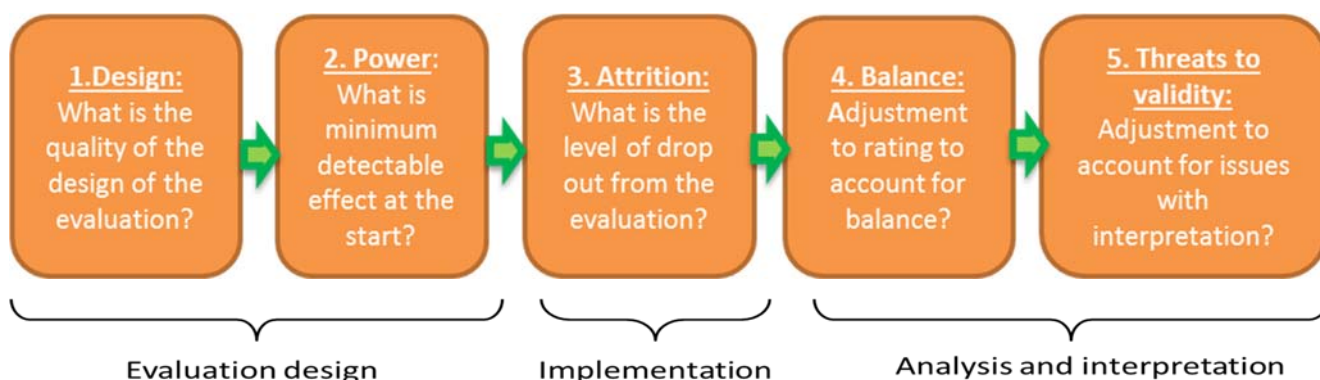 1.Design:
What is the
quality of the
design of the
evaluation?
2. Power:
What is
minimum
detectable
effect at the
start?
3. Attrition:
What is the
level of drop
out from the
evaluation?
4. Balance:
Adjustment
to rating to
account for
balance?
5. Threats to
validity:
Adjustment to
account for issues
with
interpretation?
Evaluation design
Implementation
Analysis and interpretation